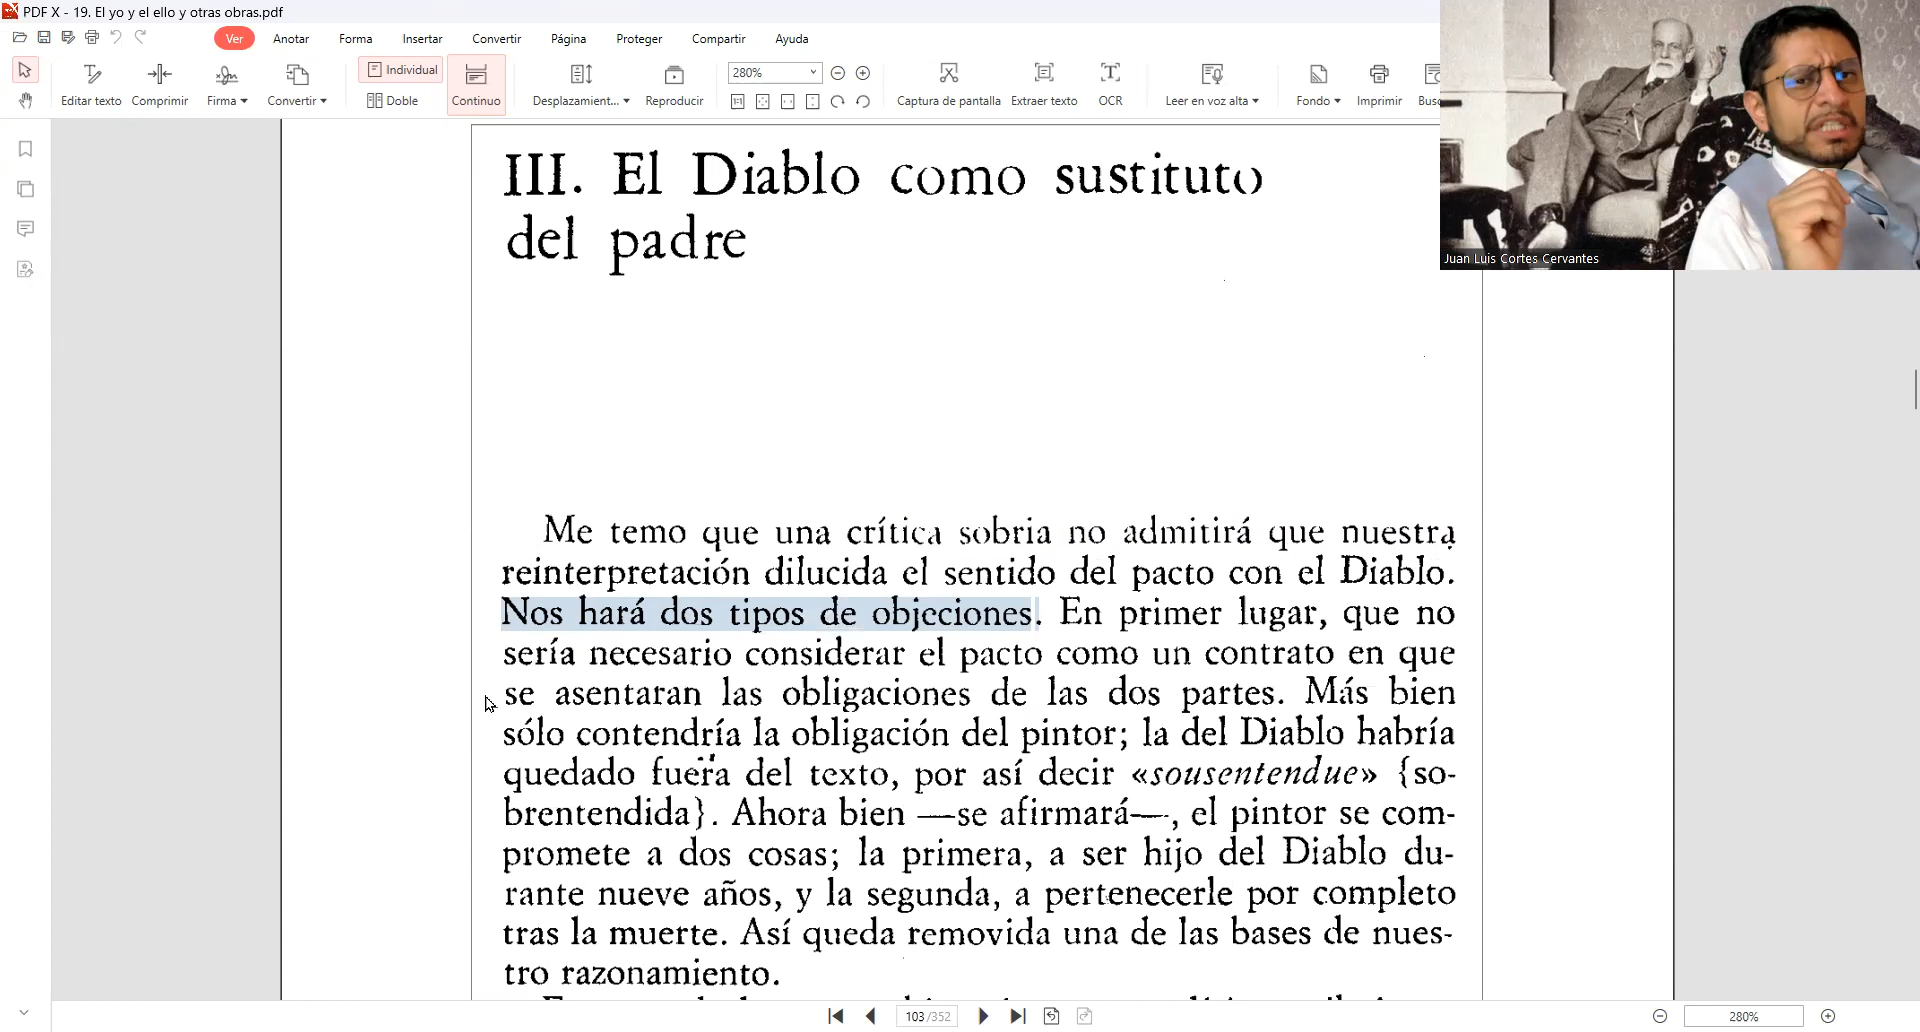 PDF X - 19. El yo y el ello y otras obras.pdf
Ver Anotar Forma Insertar Convertir Página Proteger Compartir Ayuda
Individual 280%
Editar texto Comprimir Firma Convertir Doble Continuo Desplazamient... Reproducir Captura de pantalla Extraer texto OCR Leer en voz alta Fondo Imprimir
III. El Diablo como sustituto
del padre
Juan Luis Cortes Cervantes
Me temo que una crítica sobria no admitirá que nuestra
reinterpretación dilucida el sentido del pacto con el Diablo.
Nos hará dos tipos de objeciones. En primer lugar, que no
sería necesario considerar el pacto como un contrato en que
se asentaran las obligaciones de las dos partes. Más bien
sólo contendría la obligación del pintor; la del Diablo habría
quedado fuera del texto, por así decir «sousentendue» {so-
brentendida}. Ahora bien —se afirmará—, el pintor se com-
promete a dos cosas; la primera, a ser hijo del Diablo du-
rante nueve años, y la segunda, a pertenecerle por completo
tras la muerte. Así queda removida una de las bases de nues-
tro razonamiento.
103 /352 280%